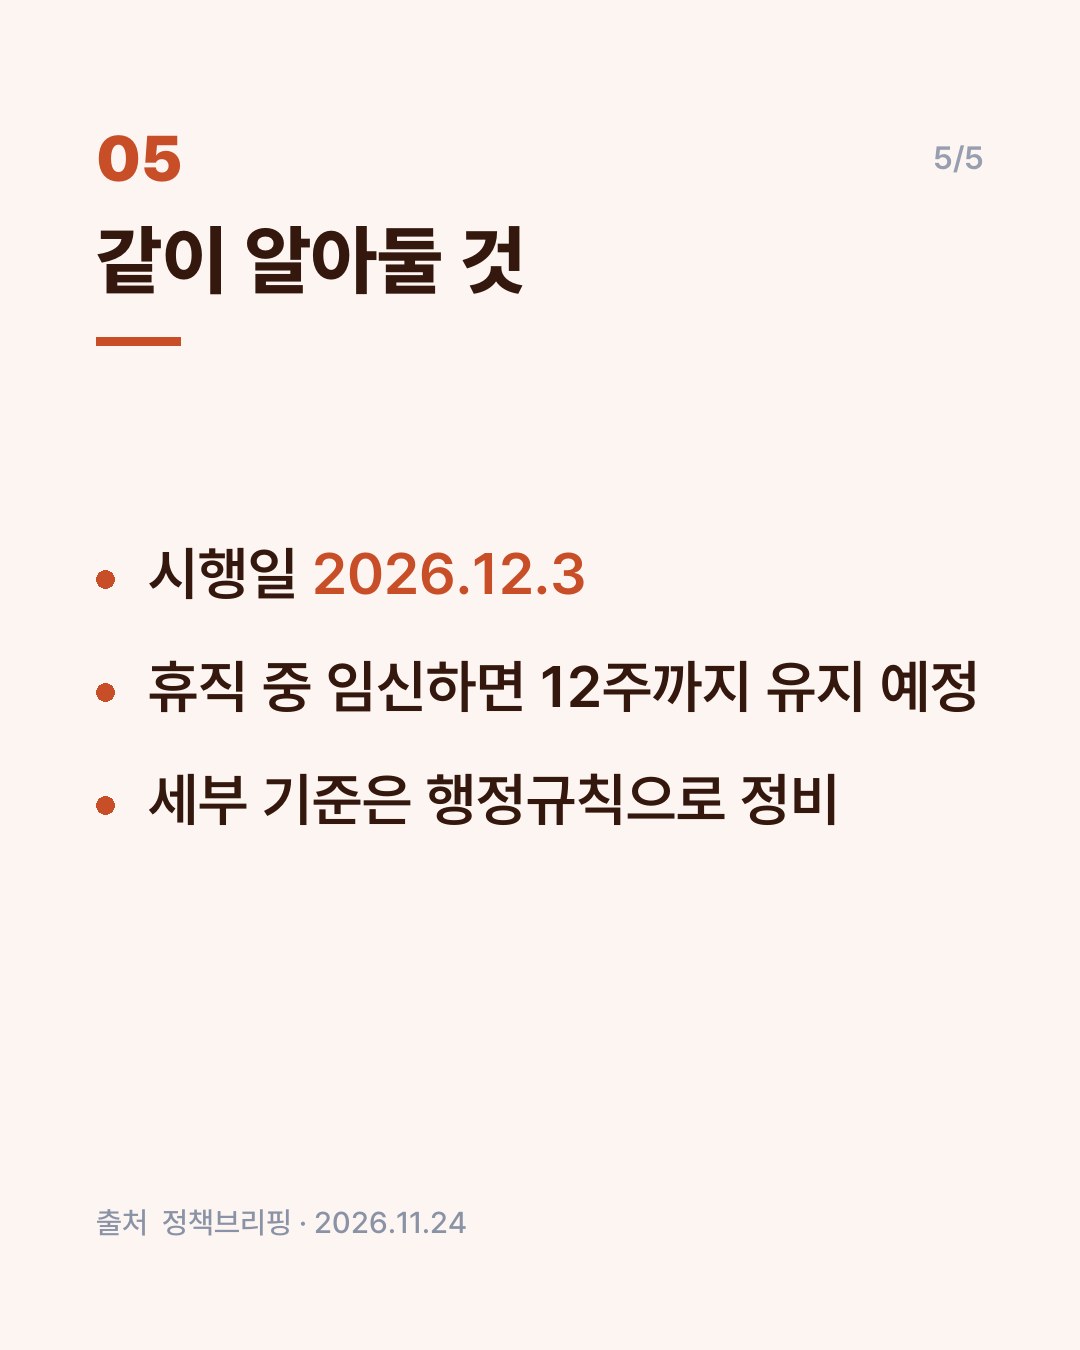 05
5/5
같이 알아둘 것
• 시행일 2026.12.3
• 휴직 중 임신하면 12주까지 유지 예정
• 세부 기준은 행정규칙으로 정비
출처 정책브리핑 · 2026.11.24